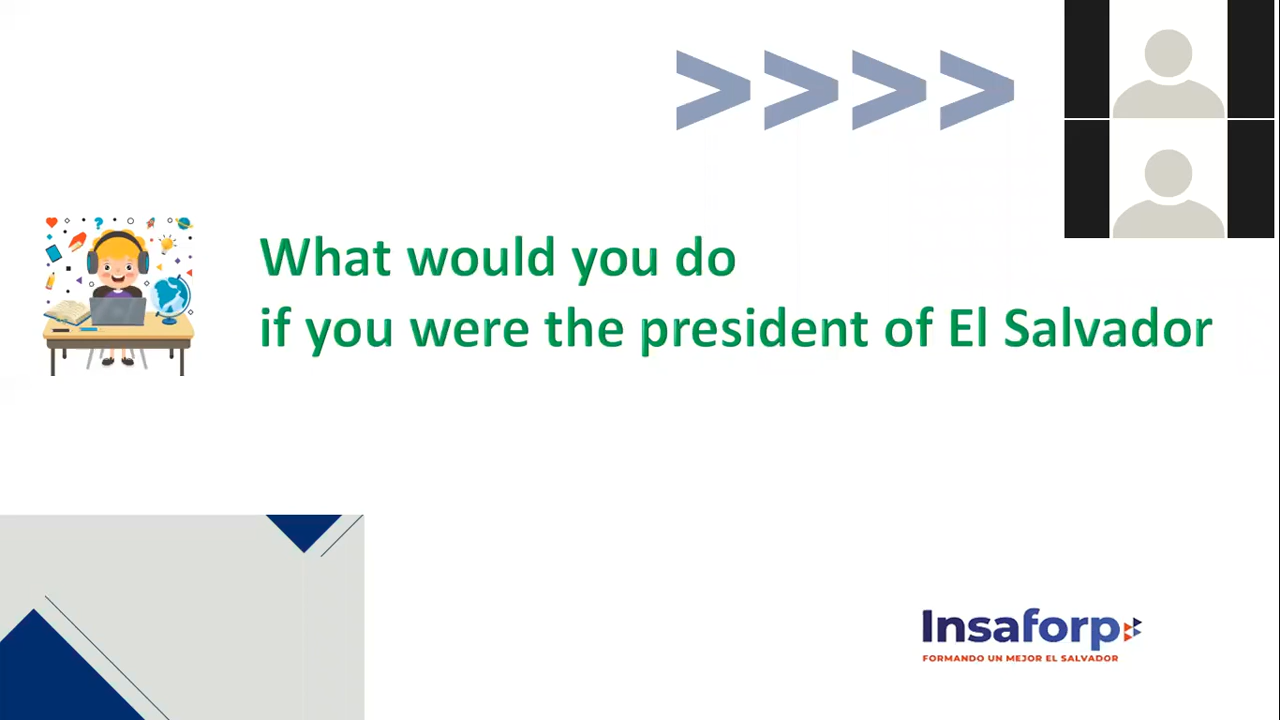 >>>>
What would you do
if you were the president of El Salvador
Insaforp
FORMANDO UN MEJOR EL SALVADOR